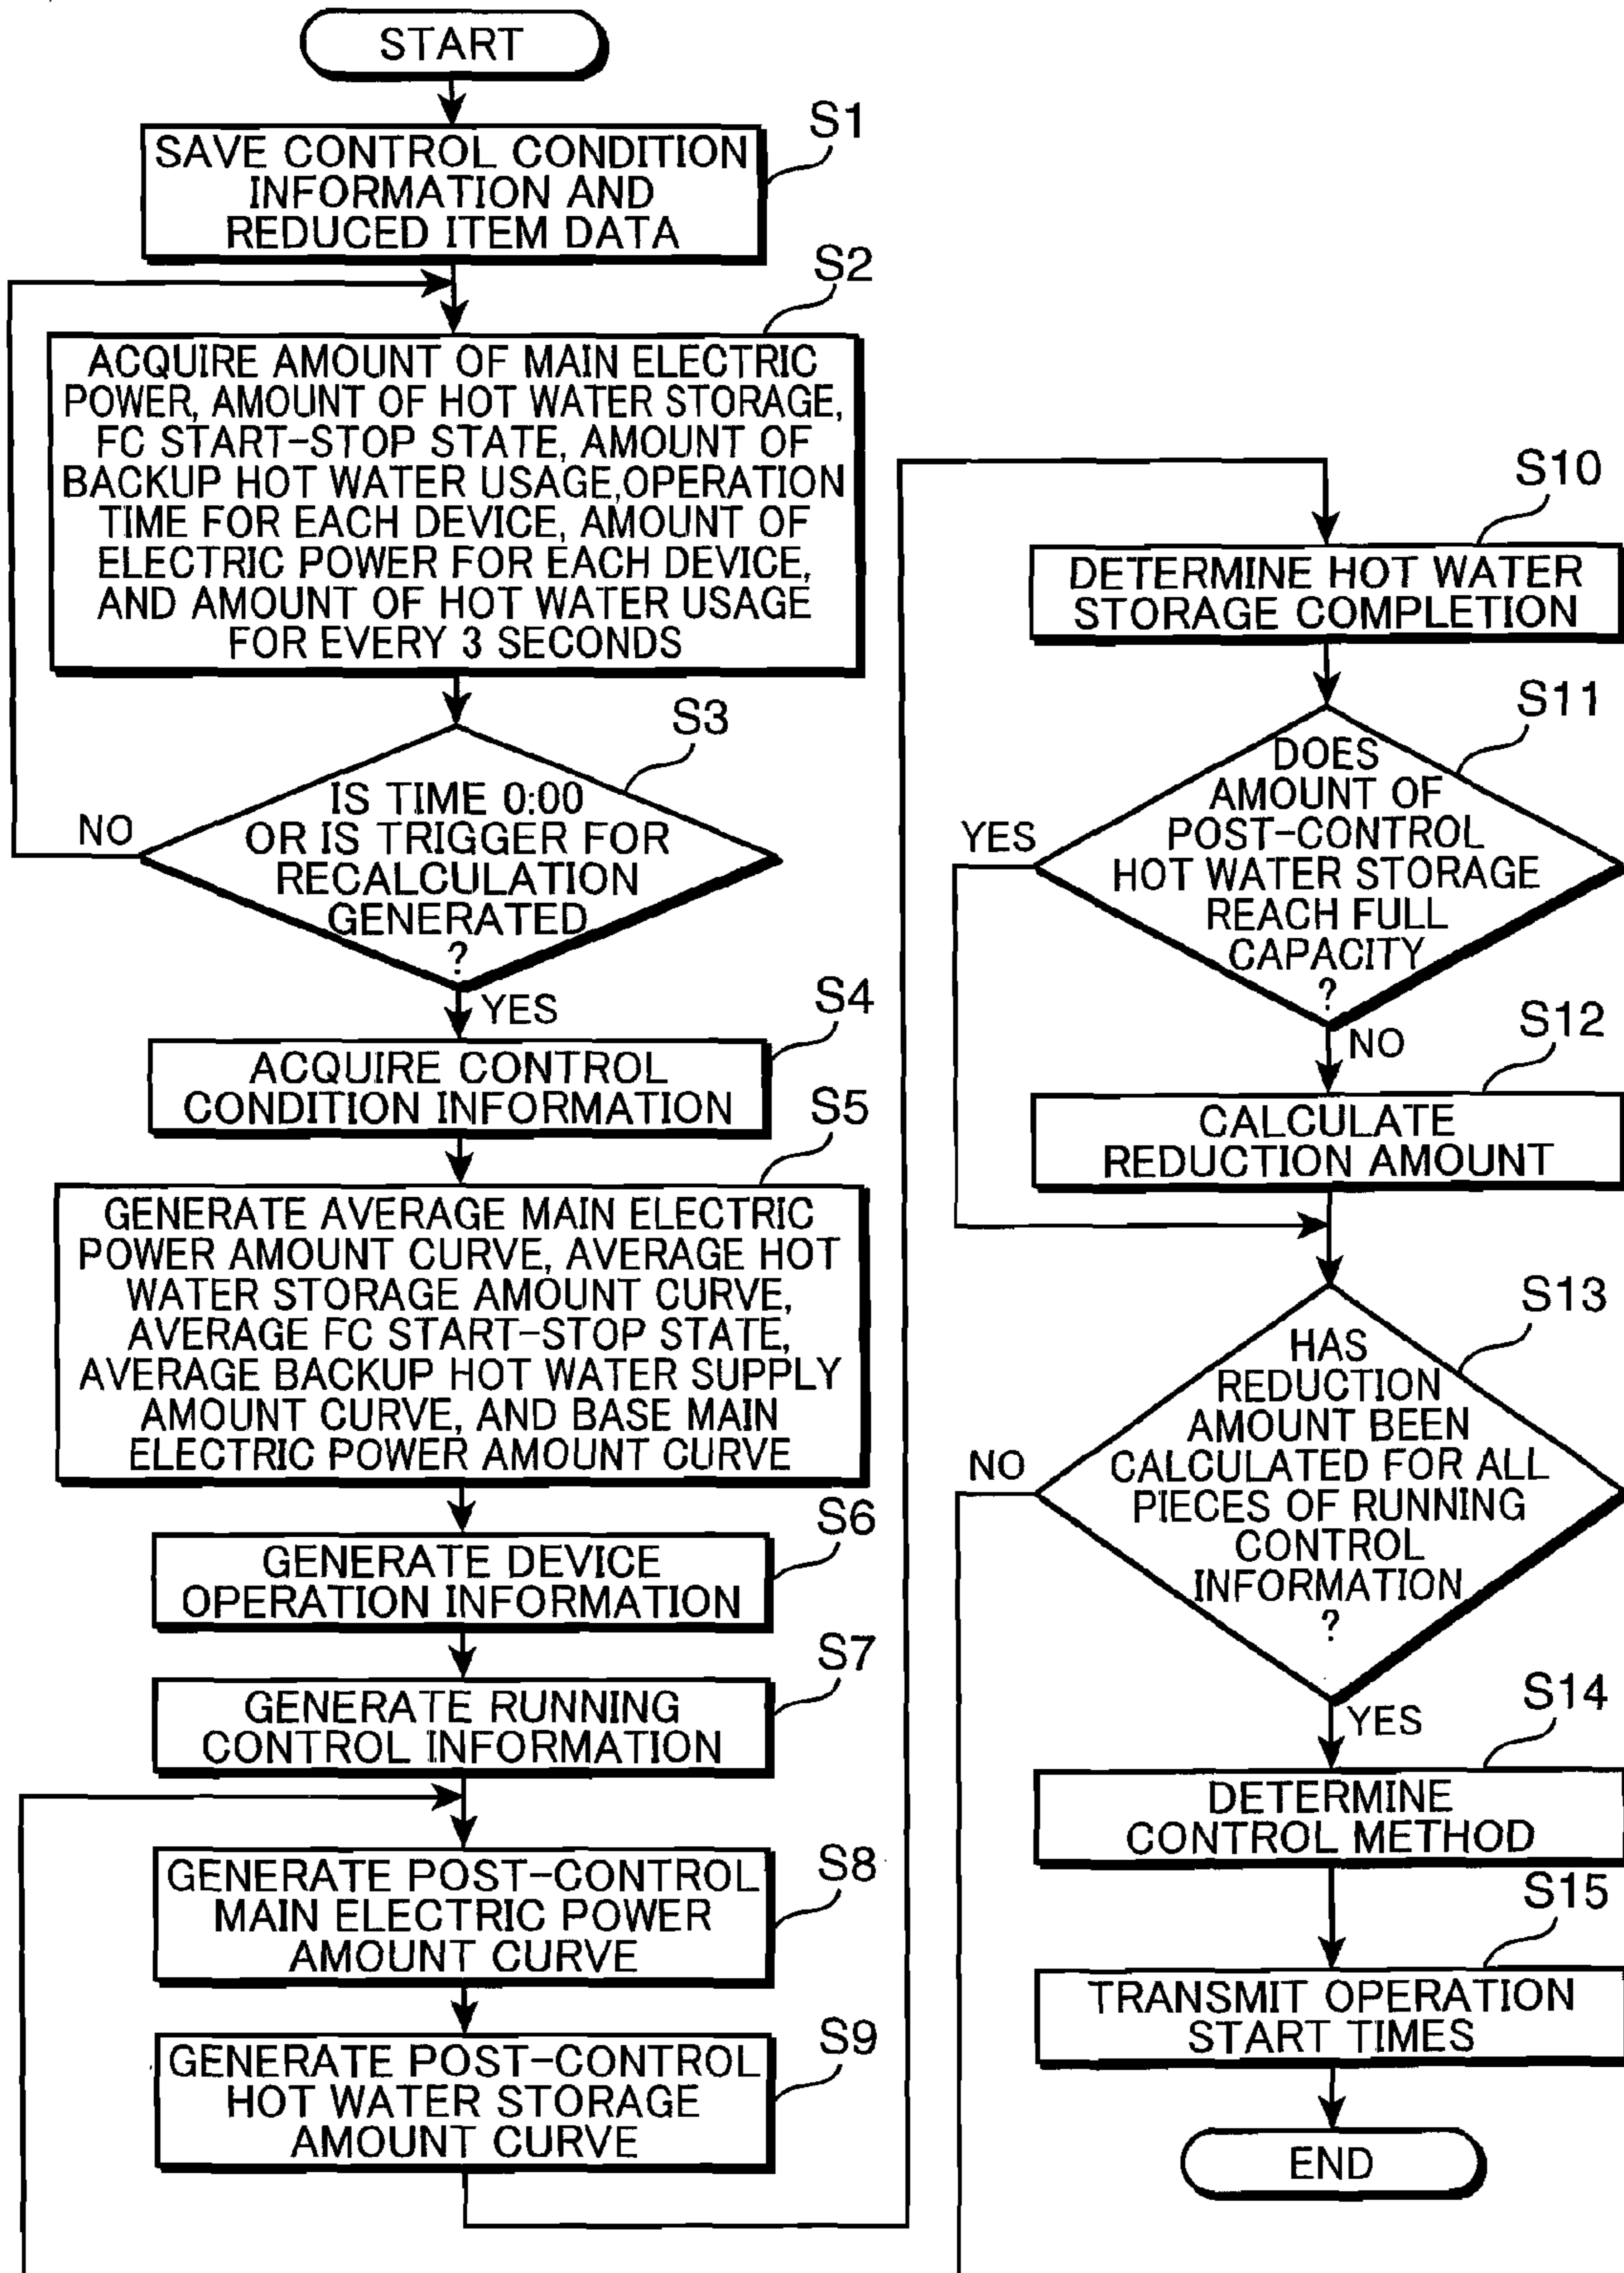 START
S1
SAVE CONTROL CONDITION
INFORMATION AND
REDUCED ITEM DATA
S2
ACQUIRE AMOUNT OF MAIN ELECTRIC
POWER, AMOUNT OF HOT WATER STORAGE,
FC START-STOP STATE, AMOUNT OF
BACKUP HOT WATER USAGE,OPERATION
TIME FOR EACH DEVICE, AMOUNT OF
ELECTRIC POWER FOR EACH DEVICE,
AND AMOUNT OF HOT WATER USAGE
FOR EVERY 3 SECONDS
S3
IS TIME 0:00
OR IS TRIGGER FOR
RECALCULATION
GENERATED
?
NO
YES
S4
ACQUIRE CONTROL
CONDITION INFORMATION
S5
GENERATE AVERAGE MAIN ELECTRIC
POWER AMOUNT CURVE, AVERAGE HOT
WATER STORAGE AMOUNT CURVE,
AVERAGE FC START-STOP STATE,
AVERAGE BACKUP HOT WATER SUPPLY
AMOUNT CURVE, AND BASE MAIN
ELECTRIC POWER AMOUNT CURVE
S6
GENERATE DEVICE
OPERATION INFORMATION
S7
GENERATE RUNNING
CONTROL INFORMATION
S8
GENERATE POST-CONTROL
MAIN ELECTRIC POWER
AMOUNT CURVE
S9
GENERATE POST-CONTROL
HOT WATER STORAGE
AMOUNT CURVE
S10
DETERMINE HOT WATER
STORAGE COMPLETION
S11
DOES
AMOUNT OF
POST-CONTROL
HOT WATER STORAGE
REACH FULL
CAPACITY
?
YES
NO
S12
CALCULATE
REDUCTION AMOUNT
S13
HAS
REDUCTION
AMOUNT BEEN
CALCULATED FOR ALL
PIECES OF RUNNING
CONTROL
INFORMATION
?
NO
YES
S14
DETERMINE
CONTROL METHOD
S15
TRANSMIT OPERATION
START TIMES
END